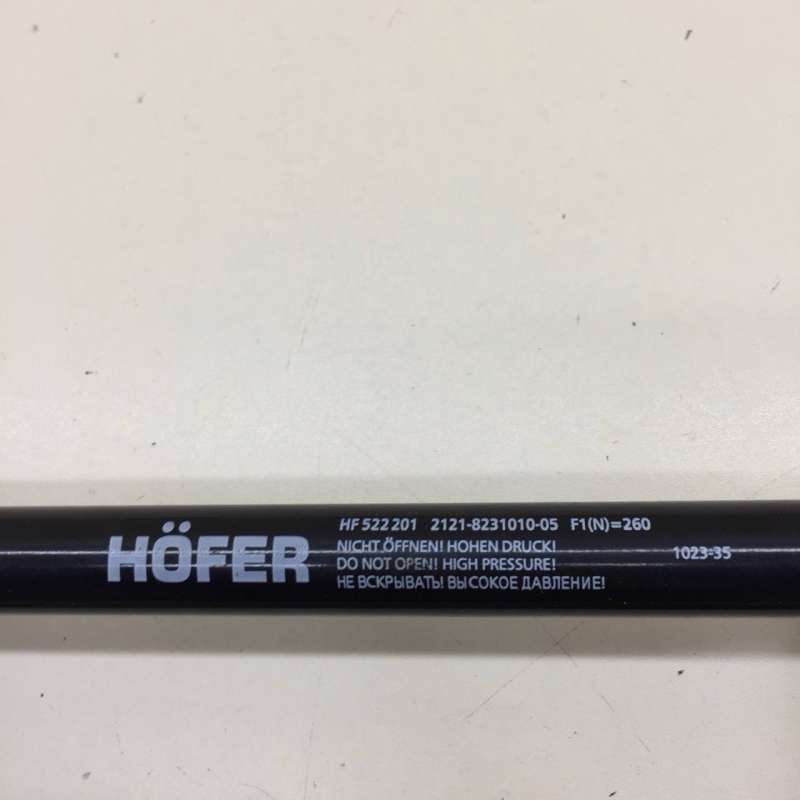 HÖFER
HF 522 201 2121-8231010-05 F1(N)=260
NICHT ÖFFNEN! HOHEN DRUCK!
DO NOT OPEN! HIGH PRESSURE!
НЕ ВСКРЫВАТЬ! ВЫСОКОЕ ДАВЛЕНИЕ!
1023-35